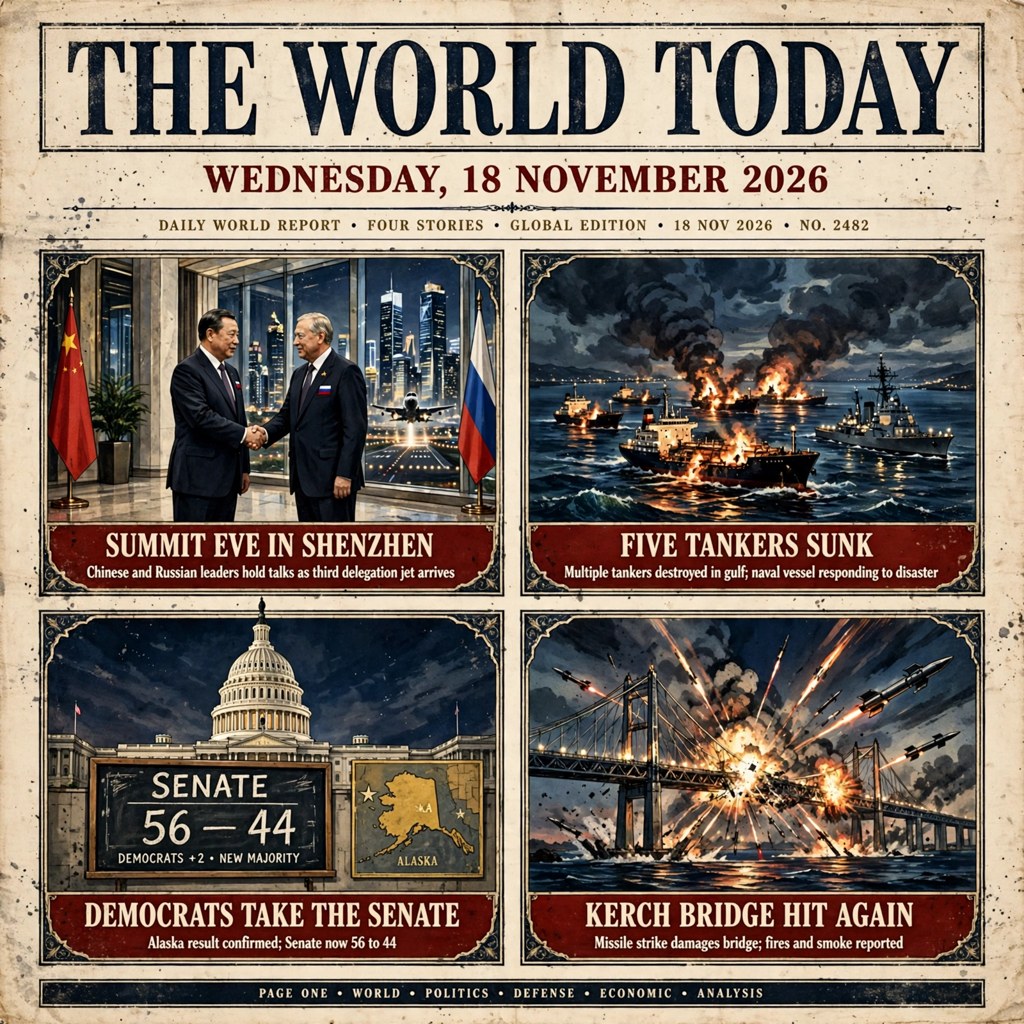 THE WORLD TODAY
WEDNESDAY, 18 NOVEMBER 2026
DAILY WORLD REPORT • FOUR STORIES • GLOBAL EDITION • 18 NOV 2026 • NO. 2482
SUMMIT EVE IN SHENZHEN
Chinese and Russian leaders hold talks as third delegation jet arrives
FIVE TANKERS SUNK
Multiple tankers destroyed in gulf; naval vessel responding to disaster
SENATE
56 — 44
DEMOCRATS +2 • NEW MAJORITY
ALASKA
DEMOCRATS TAKE THE SENATE
Alaska result confirmed; Senate now 56 to 44
KERCH BRIDGE HIT AGAIN
Missile strike damages bridge; fires and smoke reported
PAGE ONE • WORLD • POLITICS • DEFENSE • ECONOMIC • ANALYSIS